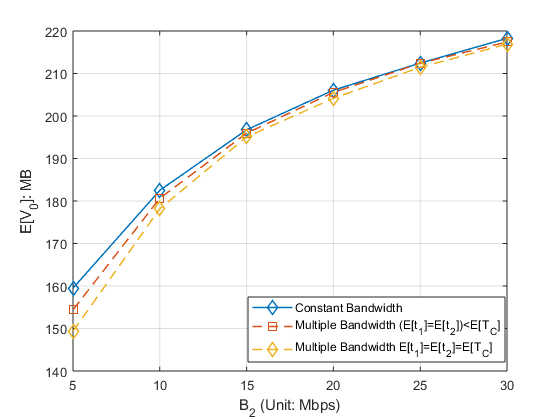 220
210
200
190
180
170
160
150
140
E[V0]: MB
5 10 15 20 25 30
B2 (Unit: Mbps)
Constant Bandwidth
Multiple Bandwidth (E[t1]=E[t2])<E[TC]
Multiple Bandwidth E[t1]=E[t2]=E[TC]